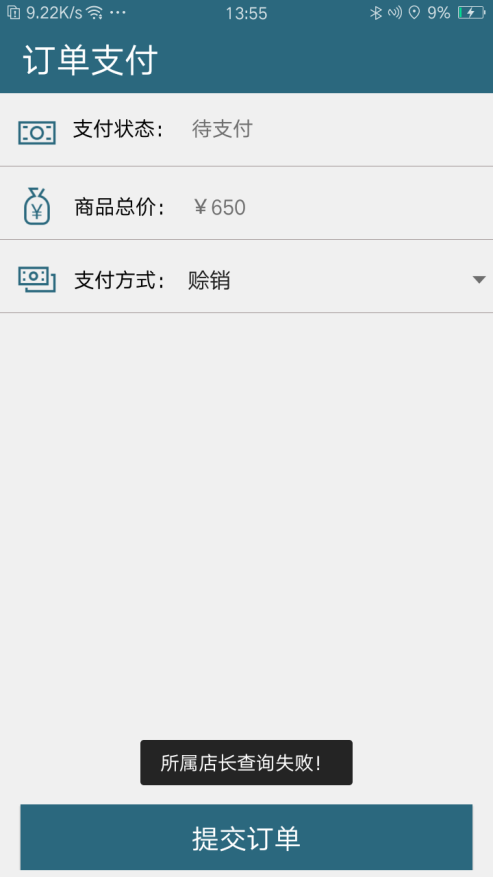 9.22K/s ··· 13:55 9%
订单支付
支付状态： 待支付
商品总价： ￥650
支付方式： 赊销
所属店长查询失败！
提交订单